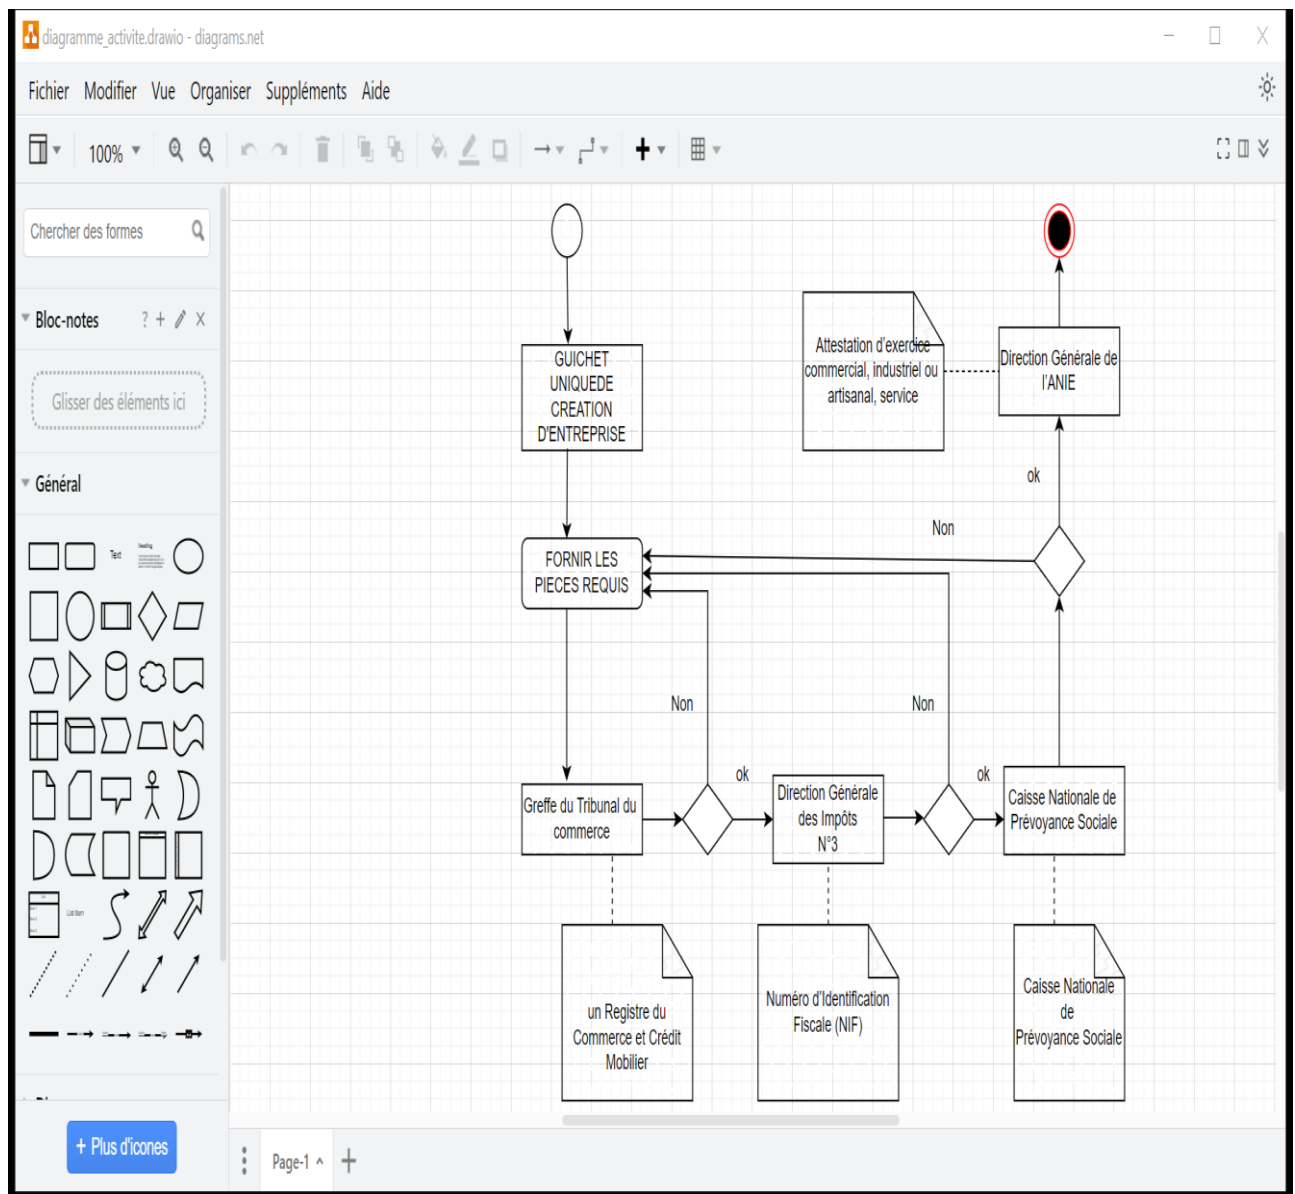 diagramme_activite.drawio - diagrams.net
Fichier Modifier Vue Organiser Suppléments Aide
100%
Chercher des formes
Bloc-notes ? +
Glisser des éléments ici
Général
Text
Heading
List Item
+ Plus d'icones
Page-1
GUICHET
UNIQUEDE
CREATION
D'ENTREPRISE
Attestation d'exercice
commercial, industriel ou
artisanal, service
Direction Générale de
l'ANIE
ok
Non
FORNIR LES
PIECES REQUIS
Non
Non
ok
ok
Greffe du Tribunal du
commerce
Direction Générale
des Impôts
N°3
Caisse Nationale de
Prévoyance Sociale
un Registre du
Commerce et Crédit
Mobilier
Numéro d'Identification
Fiscale (NIF)
Caisse Nationale
de
Prévoyance Sociale